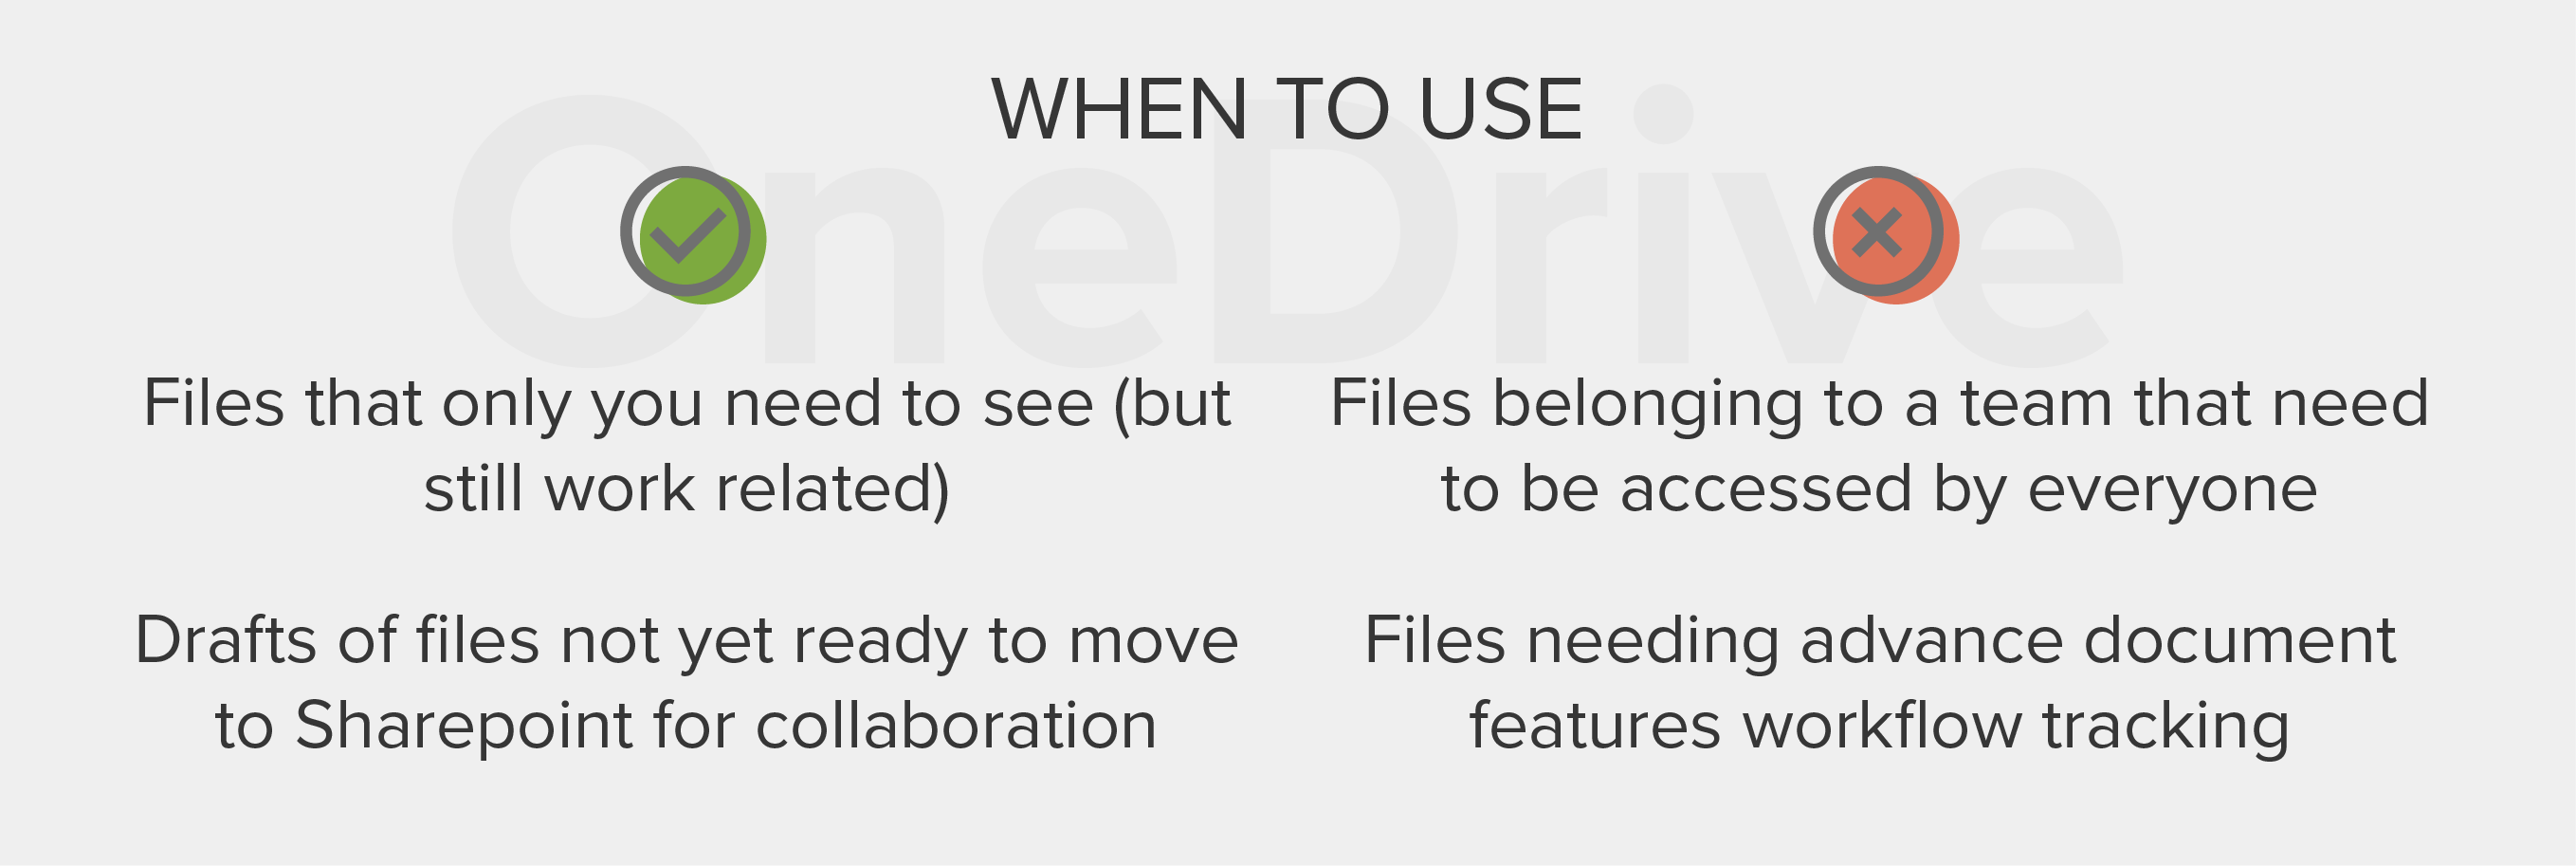 WHEN TO USE
OneDrive
Files that only you need to see (but
still work related)
Drafts of files not yet ready to move
to Sharepoint for collaboration
Files belonging to a team that need
to be accessed by everyone
Files needing advance document
features workflow tracking